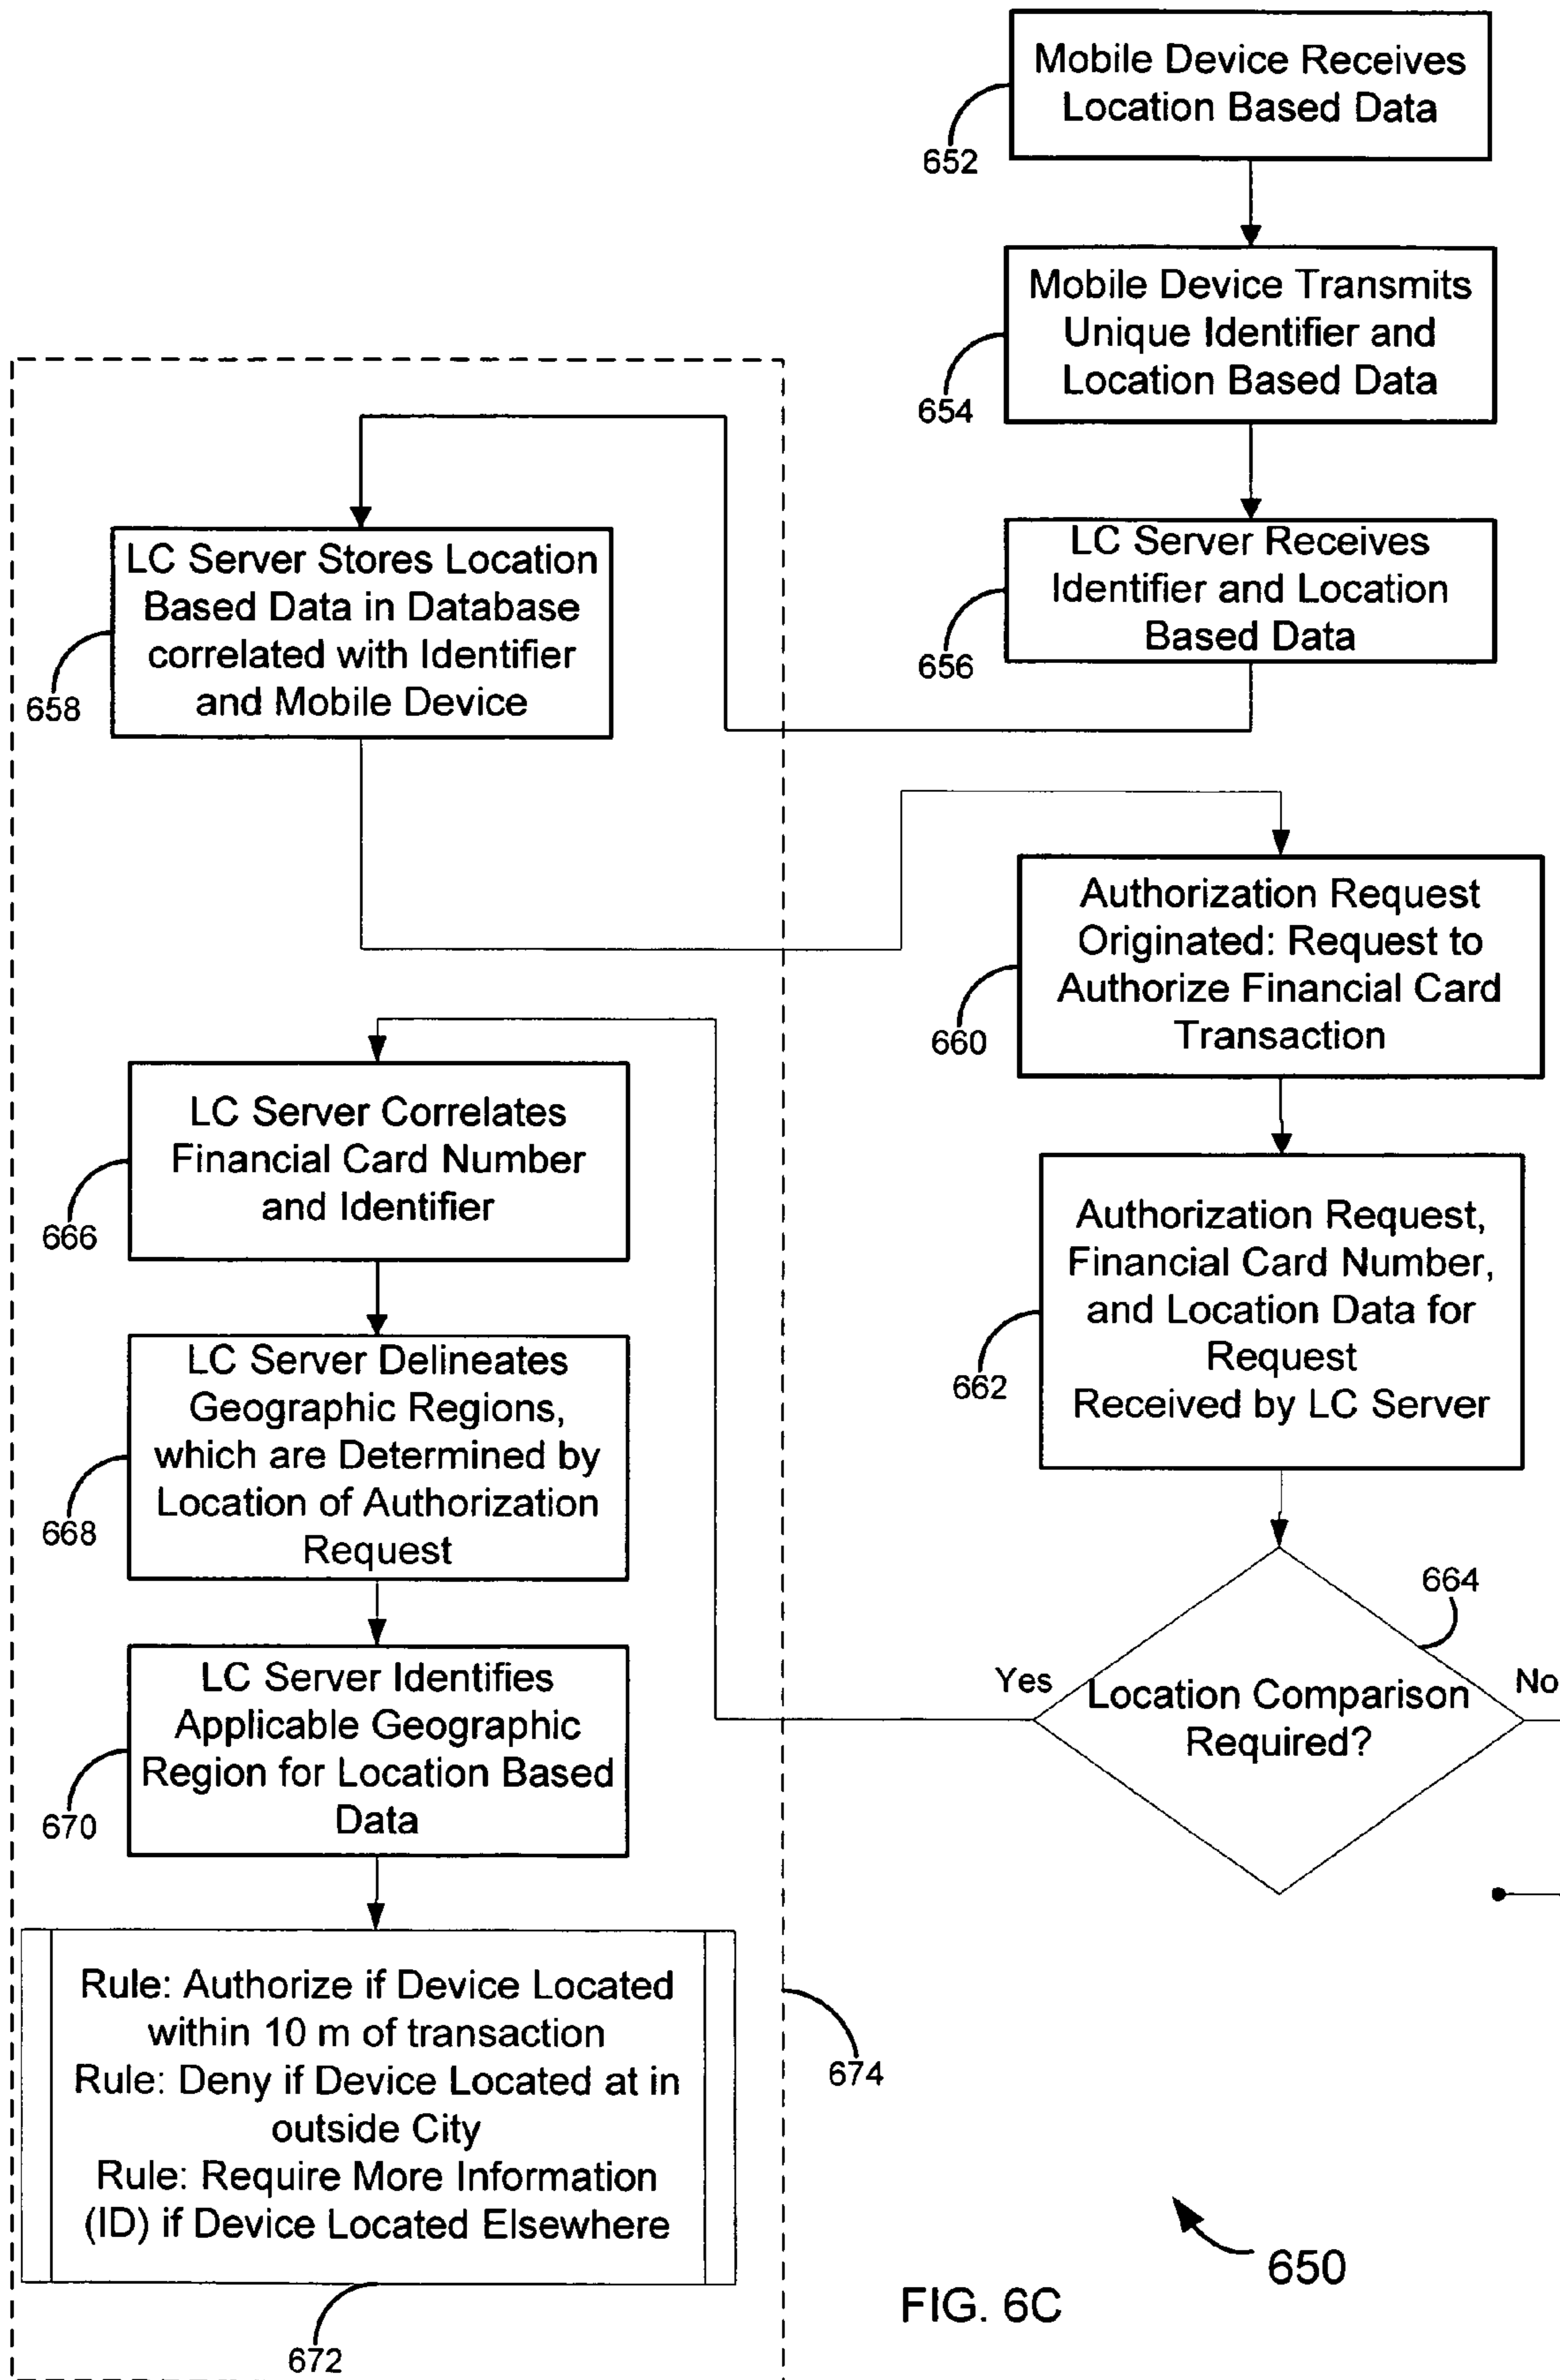 Mobile Device Receives
Location Based Data
652
Mobile Device Transmits
Unique Identifier and
Location Based Data
654
LC Server Receives
Identifier and Location
Based Data
656
LC Server Stores Location
Based Data in Database
correlated with Identifier
and Mobile Device
658
Authorization Request
Originated: Request to
Authorize Financial Card
Transaction
660
Authorization Request,
Financial Card Number,
and Location Data for
Request
Received by LC Server
662
664
Yes
Location Comparison
Required?
No
LC Server Correlates
Financial Card Number
and Identifier
666
LC Server Delineates
Geographic Regions,
which are Determined by
Location of Authorization
Request
668
LC Server Identifies
Applicable Geographic
Region for Location Based
Data
670
Rule: Authorize if Device Located
within 10 m of transaction
Rule: Deny if Device Located at in
outside City
Rule: Require More Information
(ID) if Device Located Elsewhere
672
674
650
FIG. 6C